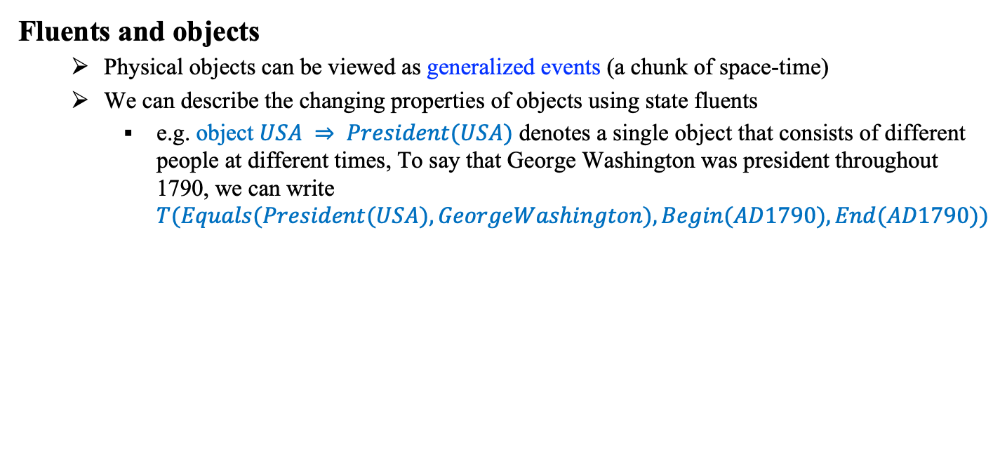 Fluents and objects
➢ Physical objects can be viewed as generalized events (a chunk of space-time)
➢ We can describe the changing properties of objects using state fluents
▪ e.g. object USA ⇒ President(USA) denotes a single object that consists of different
people at different times, To say that George Washington was president throughout
1790, we can write
T(Equals(President(USA), GeorgeWashington), Begin(AD1790), End(AD1790))